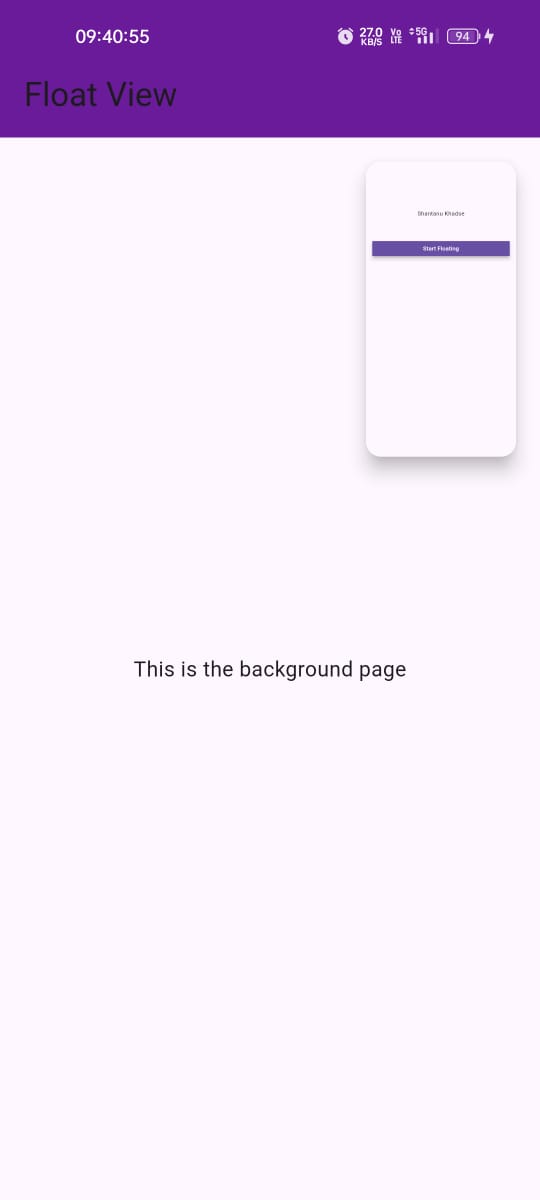 09:40:55
27.0
KB/S
Vo
LTE
5G
94
Float View
Shantanu Khadse
Start Floating
This is the background page